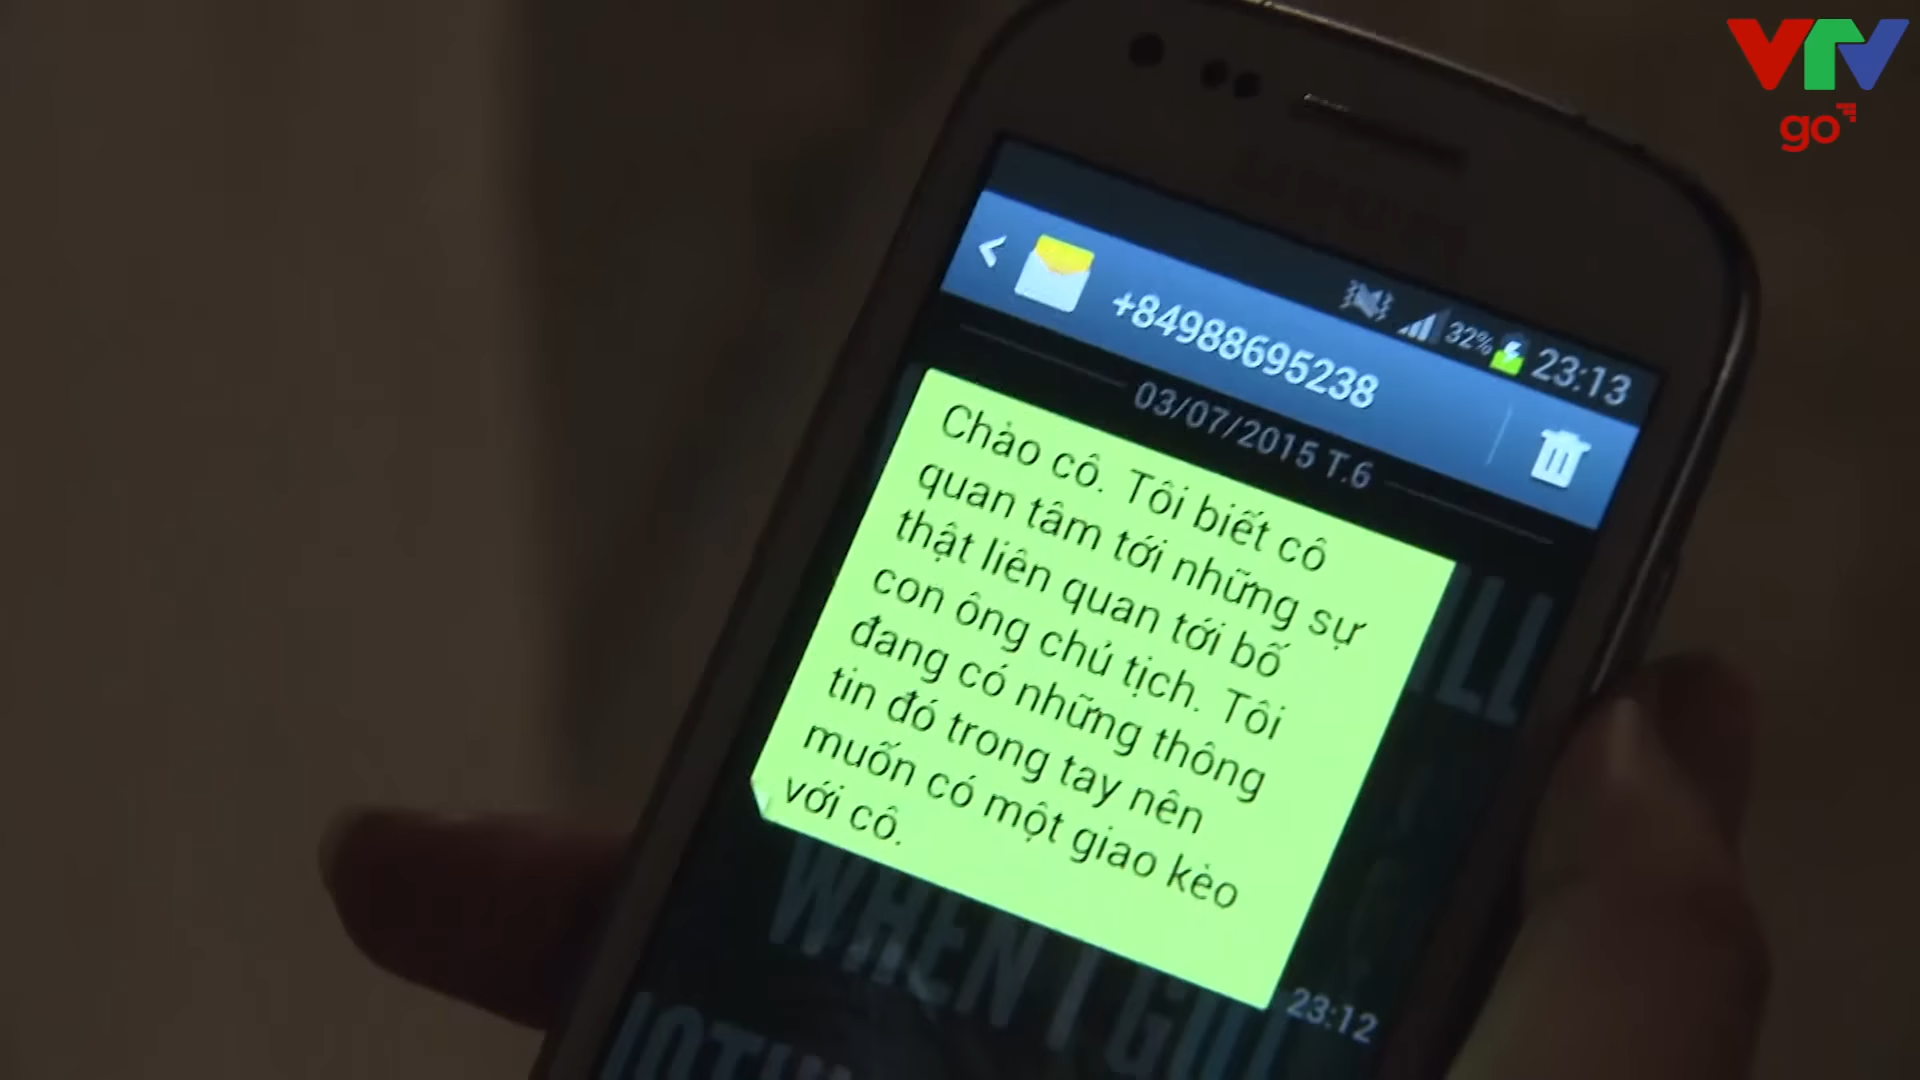 VTV
go
32% 23:13
+84988695238
03/07/2015 T.6
Chào cô. Tôi biết cô
quan tâm tới những sự
thật liên quan tới bố
con ông chủ tịch. Tôi
đang có những thông
tin đó trong tay nên
muốn có một giao kèo
với cô.
23:12
WHEN I